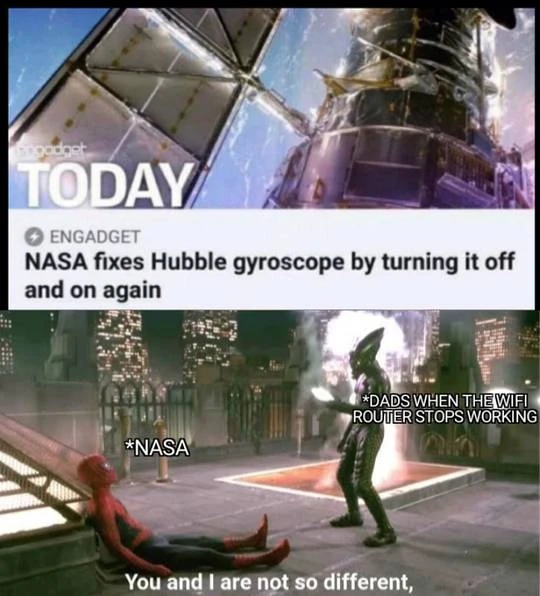 engadget
TODAY
ENGADGET
NASA fixes Hubble gyroscope by turning it off
and on again
*DADS WHEN THE WIFI
ROUTER STOPS WORKING
*NASA
You and I are not so different,